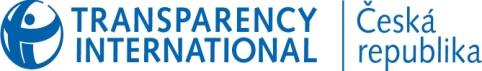 TRANSPARENCY
INTERNATIONAL
Česká
republika